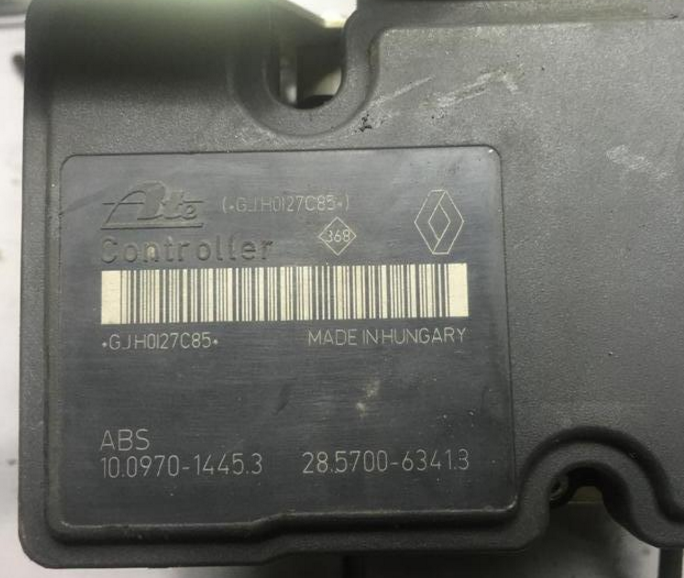 Ate (*GJH0127C85*)
368
Controller
*GJH0127C85* MADE IN HUNGARY
ABS
10.0970-1445.3 28.5700-6341.3